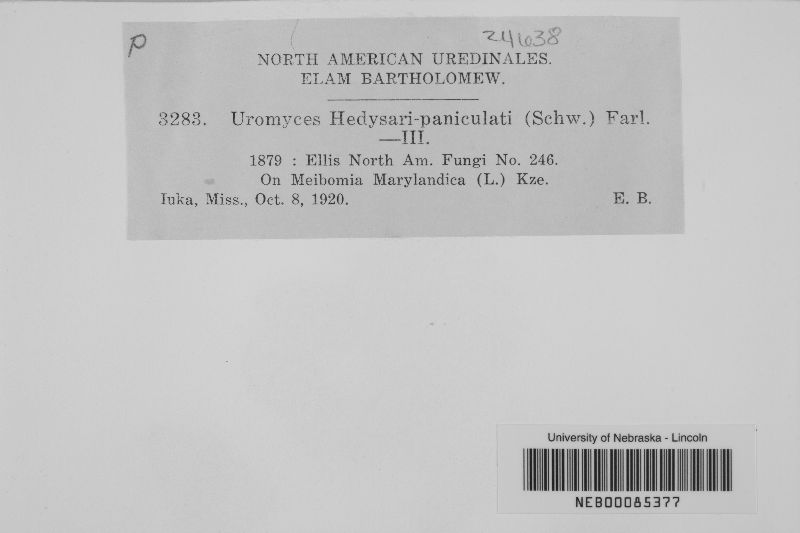 P
241638
NORTH AMERICAN UREDINALES.
ELAM BARTHOLOMEW.
3283. Uromyces Hedysari-paniculati (Schw.) Farl.
—III.
1879 : Ellis North Am. Fungi No. 246.
On Meibomia Marylandica (L.) Kze.
Iuka, Miss., Oct. 8, 1920. E. B.
University of Nebraska - Lincoln
NEB00085377